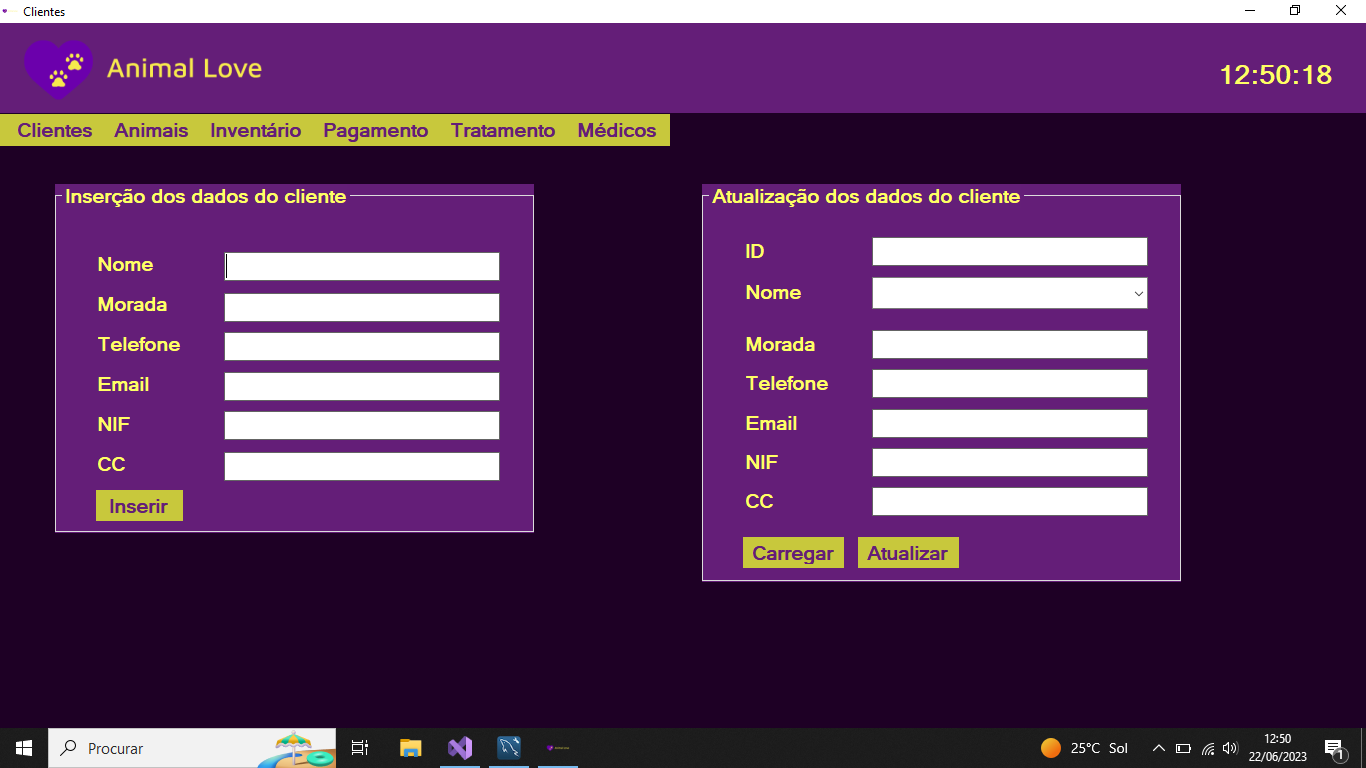 Clientes
Animal Love
12:50:18
Clientes Animais Inventário Pagamento Tratamento Médicos
Inserção dos dados do cliente
Nome
Morada
Telefone
Email
NIF
CC
Inserir
Atualização dos dados do cliente
ID
Nome
Morada
Telefone
Email
NIF
CC
Carregar Atualizar
Procurar
25°C Sol
12:50
22/06/2023
1